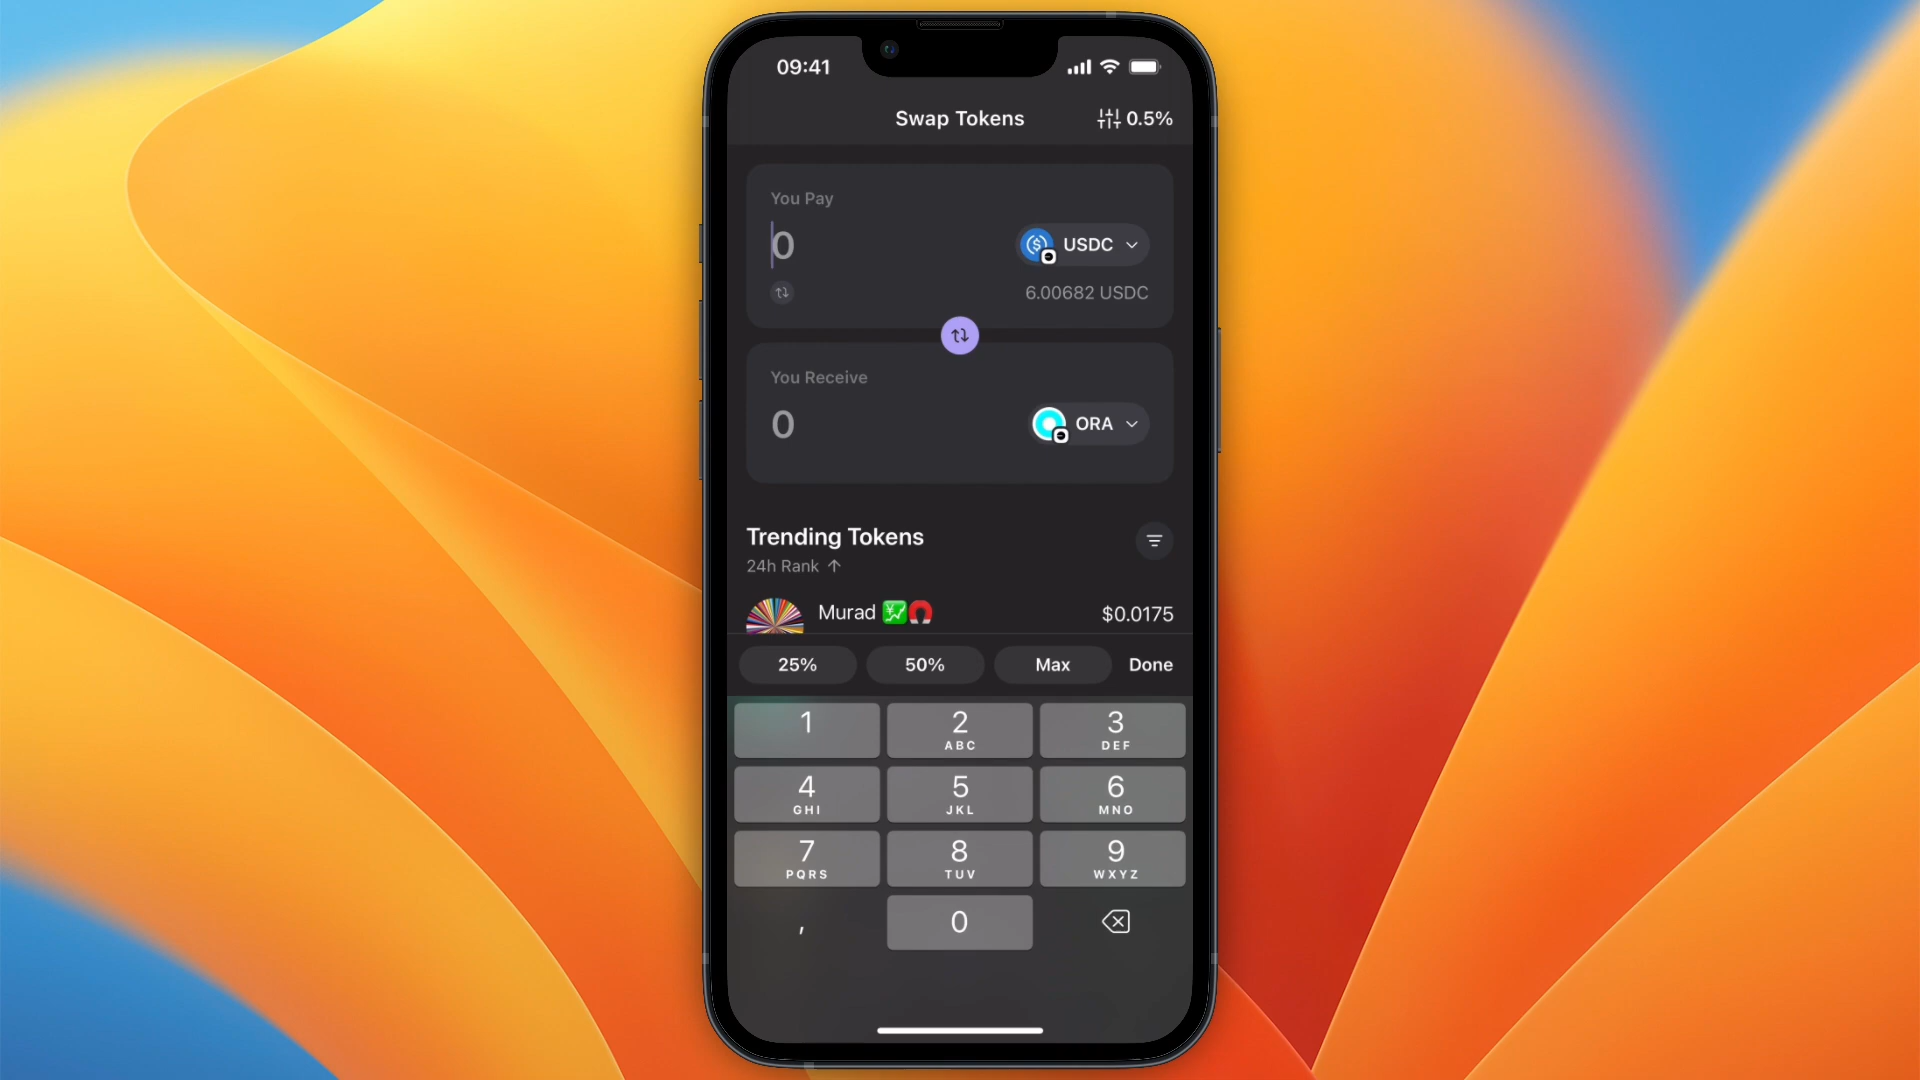 09:41
Swap Tokens
0.5%
You Pay
0
USDC
6.00682 USDC
You Receive
0
ORA
Trending Tokens
24h Rank ↑
Murad 💹🧲
$0.0175
25%
50%
Max
Done
1
2
ABC
3
DEF
4
GHI
5
JKL
6
MNO
7
PQRS
8
TUV
9
WXYZ
,
0